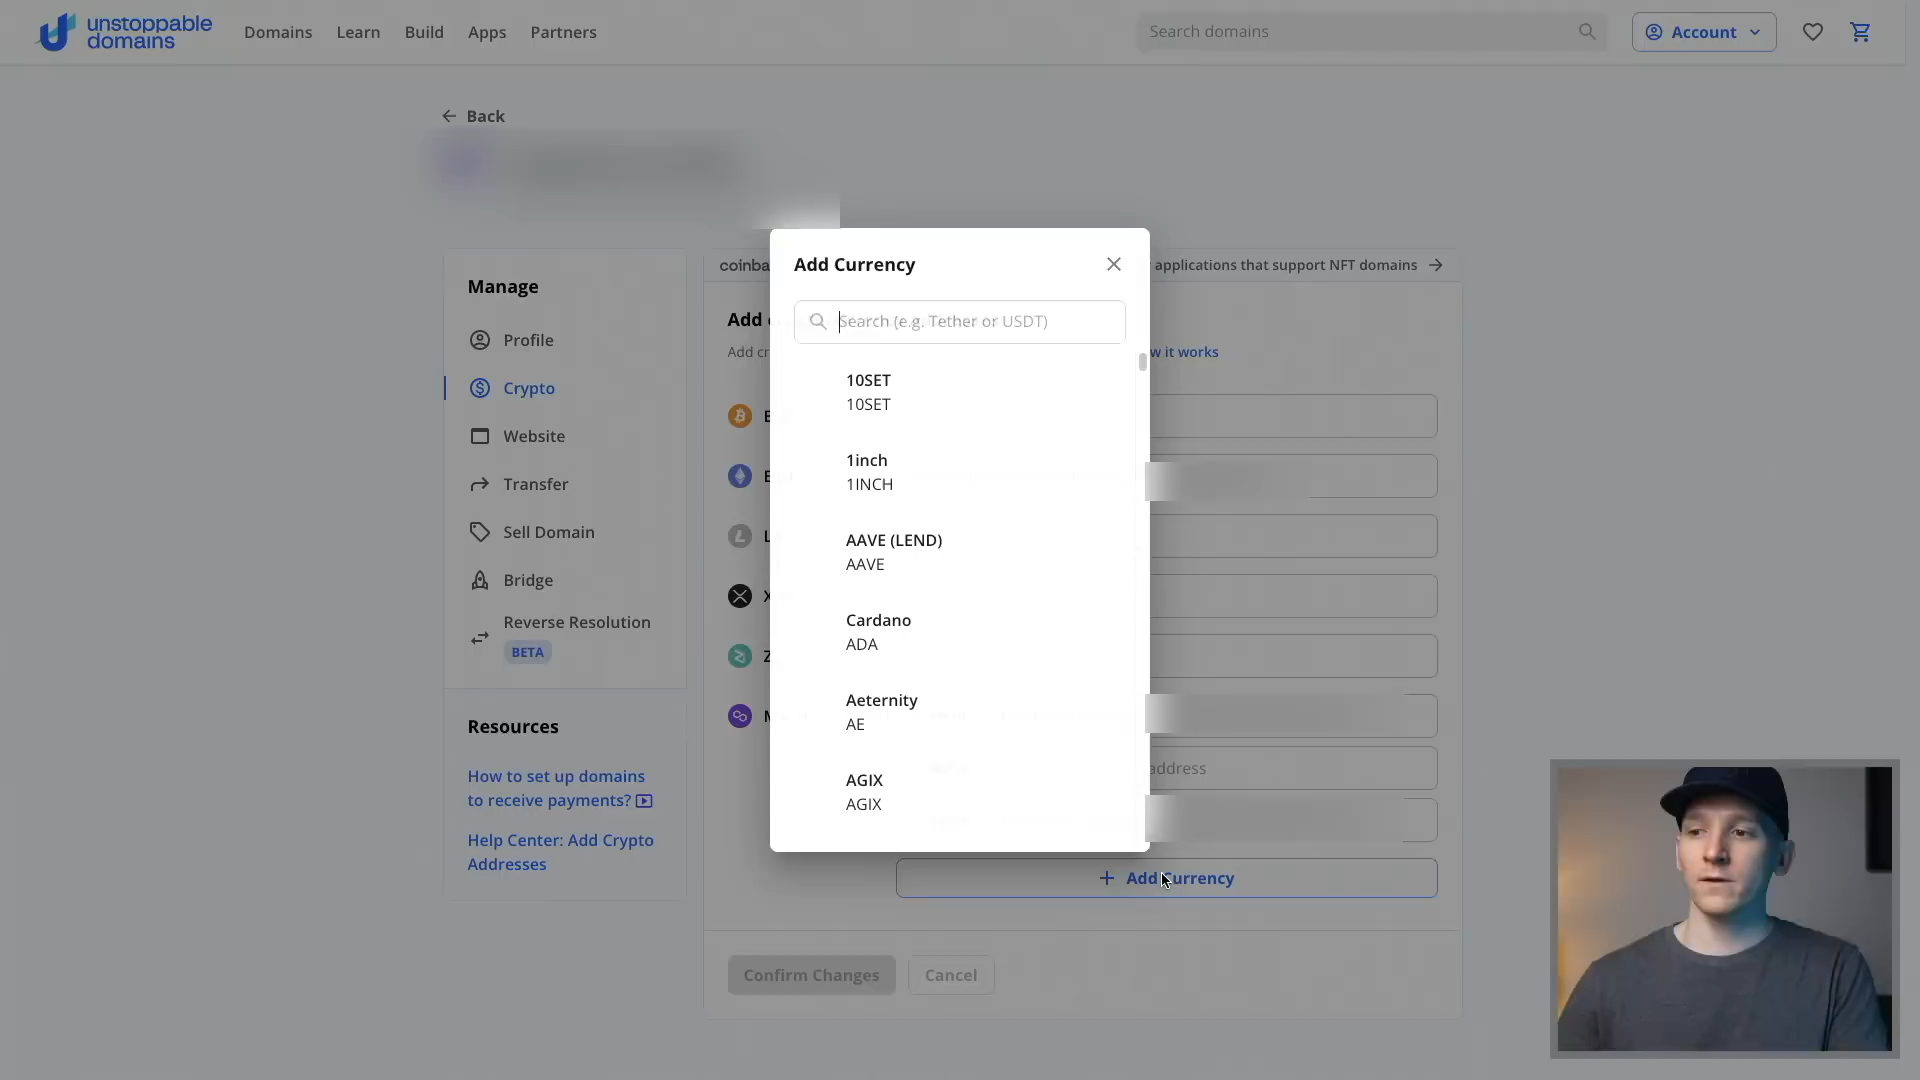 unstoppable
domains
Domains
Learn
Build
Apps
Partners
Search domains
Account
Back
Manage
Profile
Crypto
Website
Transfer
Sell Domain
Bridge
Reverse Resolution
BETA
Resources
How to set up domains
to receive payments?
Help Center: Add Crypto
Addresses
coinba
applications that support NFT domains
Add
Add cr
w it works
Add Currency
Search (e.g. Tether or USDT)
10SET
10SET
1inch
1INCH
AAVE (LEND)
AAVE
Cardano
ADA
Aeternity
AE
AGIX
AGIX
address
Add Currency
Confirm Changes
Cancel